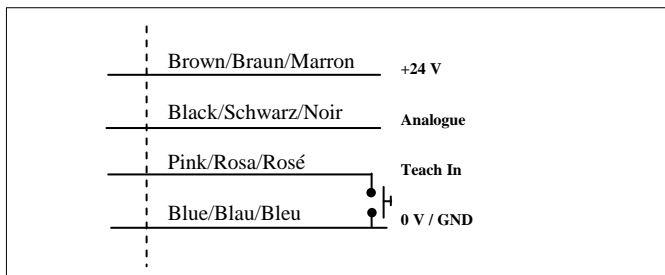 Brown/Braun/Marron +24 V
Black/Schwarz/Noir Analogue
Pink/Rosa/Rosé Teach In
Blue/Blau/Bleu 0 V / GND